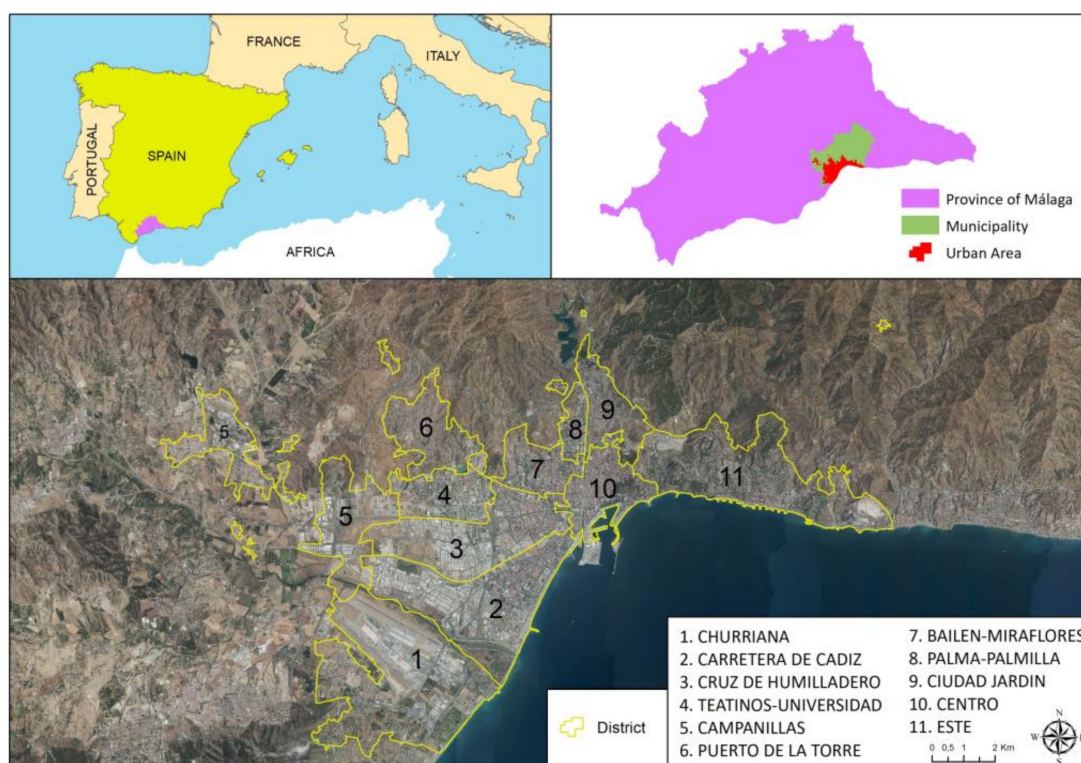 FRANCE
ITALY
PORTUGAL
SPAIN
AFRICA
Province of Málaga
Municipality
Urban Area
5
6
9
8
7
11
4
10
5
3
2
1
1. CHURRIANA
2. CARRETERA DE CADIZ
3. CRUZ DE HUMILLADERO
4. TEATINOS-UNIVERSIDAD
5. CAMPANILLAS
6. PUERTO DE LA TORRE
7. BAILEN-MIRAFLORES
8. PALMA-PALMILLA
9. CIUDAD JARDIN
10. CENTRO
11. ESTE
District
N
W
E
S
0 0,5 1 2 Km